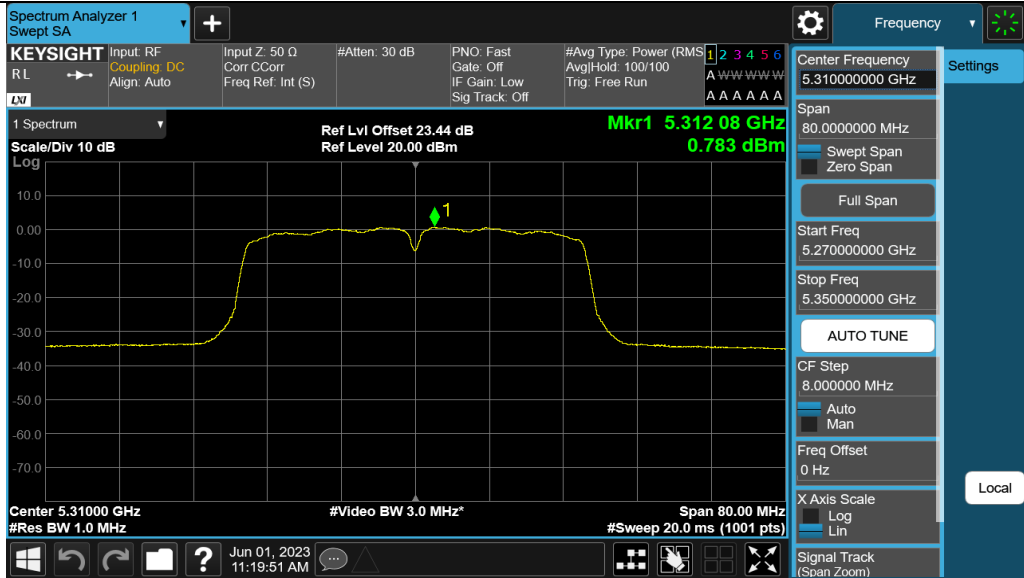 Spectrum Analyzer 1
Swept SA
+
Frequency
KEYSIGHT
RL
LXI
Input: RF
Coupling: DC
Align: Auto
Input Z: 50 Ω
Corr CCorr
Freq Ref: Int (S)
#Atten: 30 dB
PNO: Fast
Gate: Off
IF Gain: Low
Sig Track: Off
#Avg Type: Power (RMS
Avg|Hold: 100/100
Trig: Free Run
1 2 3 4 5 6
A W W W W W
A A A A A A
1 Spectrum
Scale/Div 10 dB
Log
Ref Lvl Offset 23.44 dB
Ref Level 20.00 dBm
Mkr1 5.312 08 GHz
0.783 dBm
1
10.0
0.00
-10.0
-20.0
-30.0
-40.0
-50.0
-60.0
-70.0
Center 5.31000 GHz
#Video BW 3.0 MHz*
Span 80.00 MHz
#Res BW 1.0 MHz
#Sweep 20.0 ms (1001 pts)
Center Frequency
5.310000000 GHz
Settings
Span
80.0000000 MHz
Swept Span
Zero Span
Full Span
Start Freq
5.270000000 GHz
Stop Freq
5.350000000 GHz
AUTO TUNE
CF Step
8.000000 MHz
Auto
Man
Freq Offset
0 Hz
Local
X Axis Scale
Log
Lin
Signal Track
(Span Zoom)
?
Jun 01, 2023
11:19:51 AM